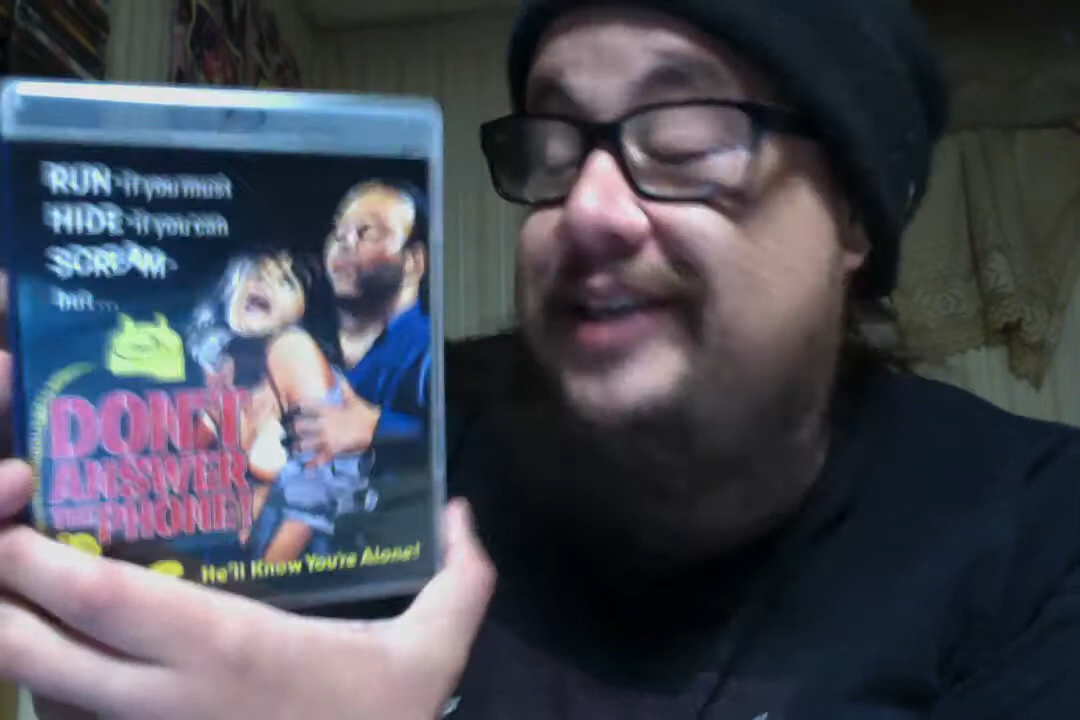 RUN-if you must
HIDE-if you can
SCREAM-
but...
DON'T
ANSWER
THE PHONE!
He'll Know You're Alone!